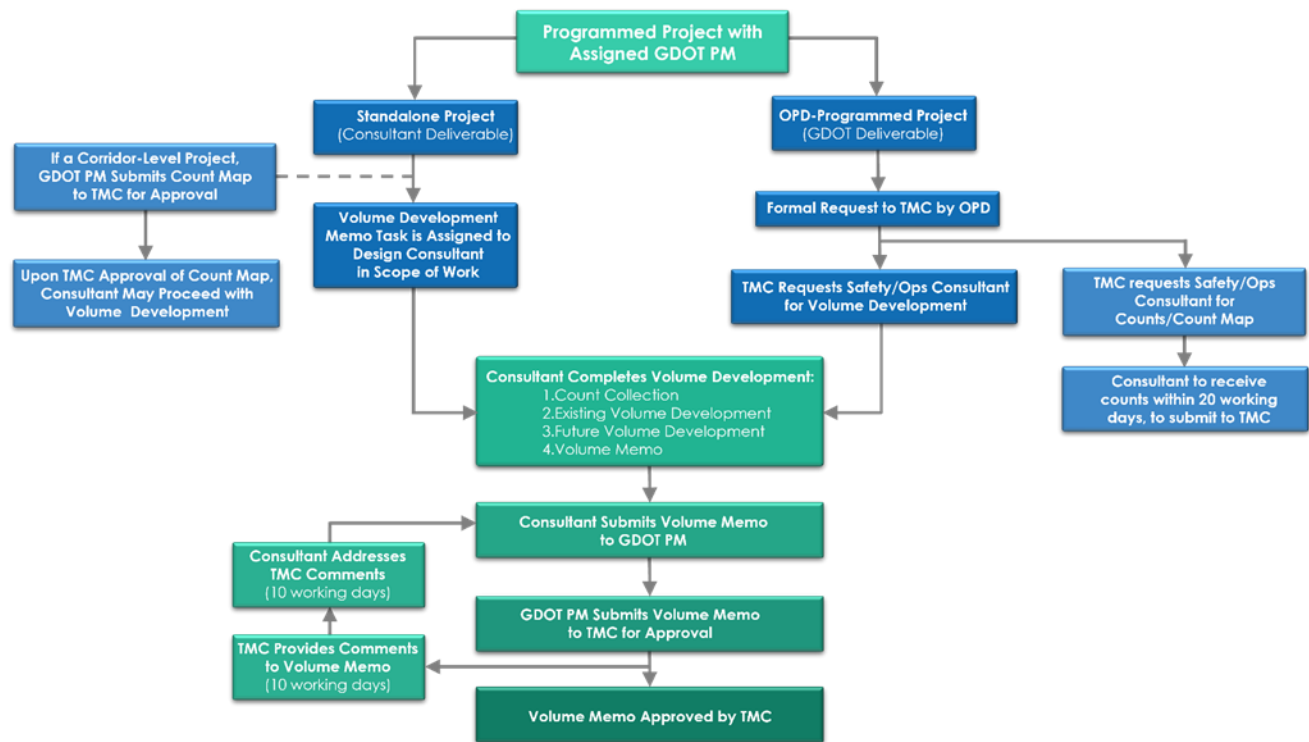 Programmed Project with
Assigned GDOT PM
Standalone Project
(Consultant Deliverable)
OPD-Programmed Project
(GDOT Deliverable)
If a Corridor-Level Project,
GDOT PM Submits Count Map
to TMC for Approval
Formal Request to TMC by OPD
Volume Development
Memo Task is Assigned to
Design Consultant
in Scope of Work
Upon TMC Approval of Count Map,
Consultant May Proceed with
Volume Development
TMC Requests Safety/Ops Consultant
for Volume Development
TMC requests Safety/Ops
Consultant for
Counts/Count Map
Consultant Completes Volume Development:
1.Count Collection
2.Existing Volume Development
3.Future Volume Development
4.Volume Memo
Consultant to receive
counts within 20 working
days, to submit to TMC
Consultant Submits Volume Memo
to GDOT PM
Consultant Addresses
TMC Comments
(10 working days)
GDOT PM Submits Volume Memo
to TMC for Approval
TMC Provides Comments
to Volume Memo
(10 working days)
Volume Memo Approved by TMC